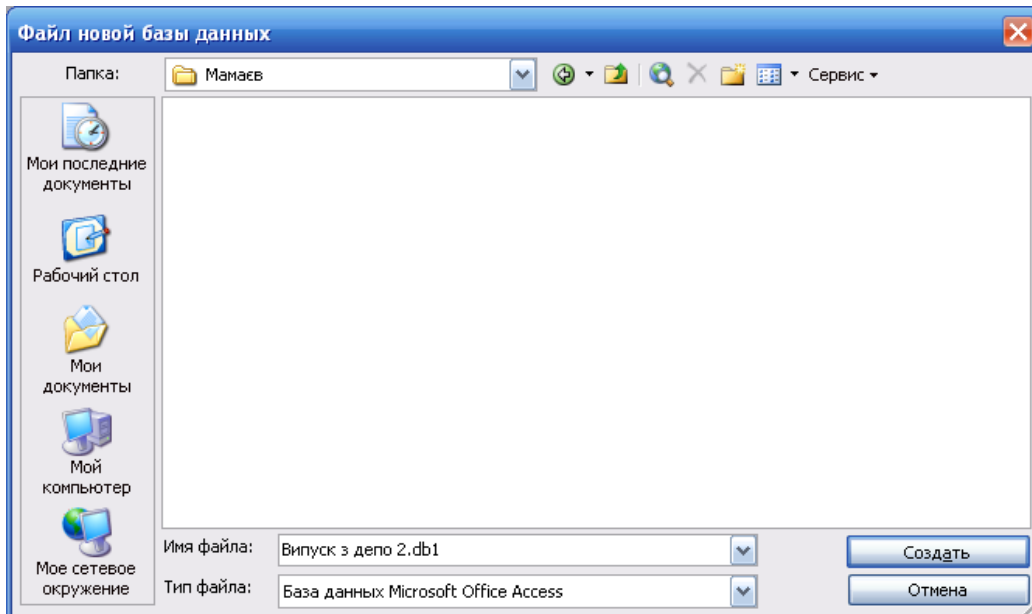 Файл новой базы данных
Папка:
Мамаєв
Сервис
Мои последние
документы
Рабочий стол
Мои
документы
Мой
компьютер
Мое сетевое
окружение
Имя файла:
Випуск з депо 2.db1
Создать
Тип файла:
База данных Microsoft Office Access
Отмена